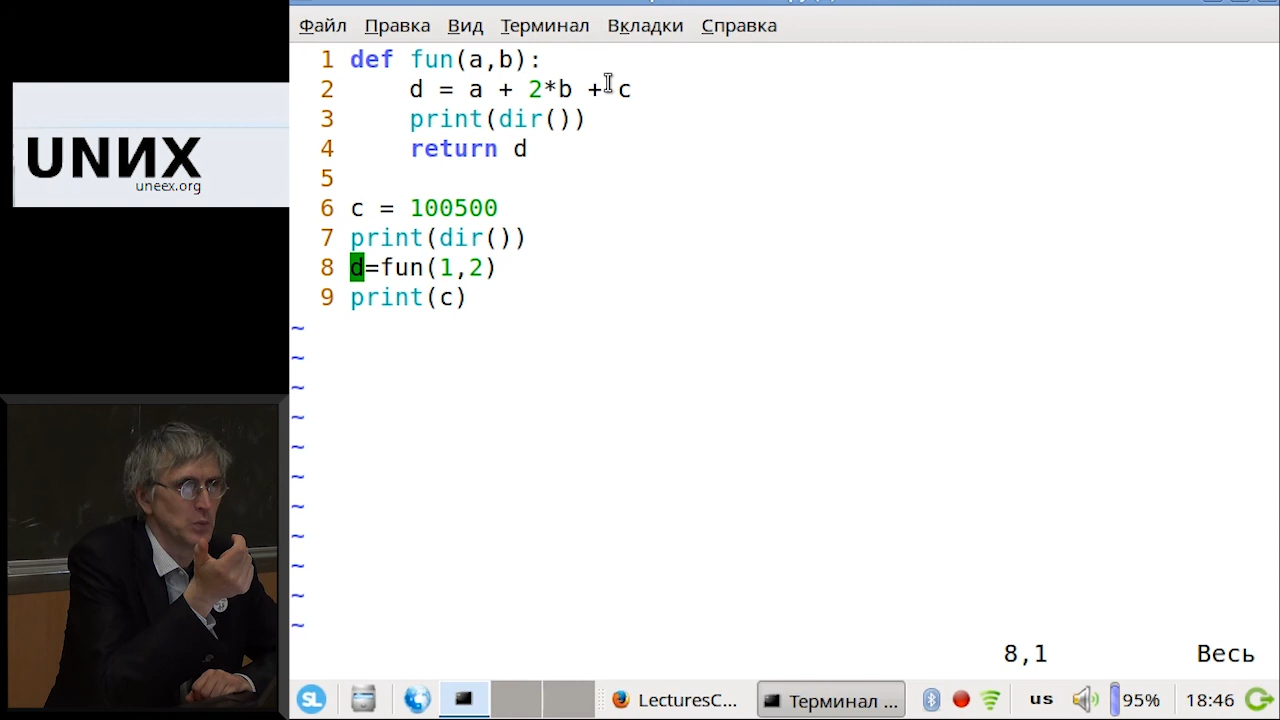 Файл Правка Вид Терминал Вкладки Справка
UNИX
uneex.org
1 def fun(a,b):
2     d = a + 2*b + c
3     print(dir())
4     return d
5
6 c = 100500
7 print(dir())
8 d=fun(1,2)
9 print(c)
~
~
~
~
~
~
~
~
~
~
~
8,1 Весь
SL LecturesC... Терминал ... us 95% 18:46